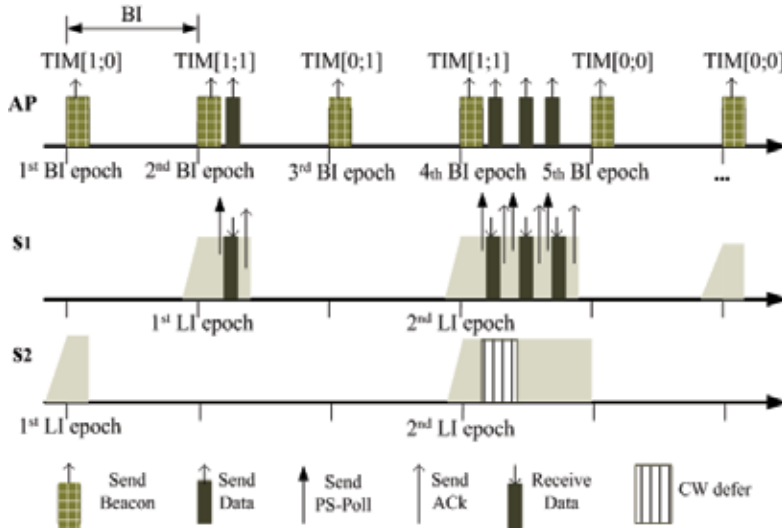 BI
TIM[1;0] TIM[1;1] TIM[0;1] TIM[1;1] TIM[0;0] TIM[0;0]
AP
1st BI epoch 2nd BI epoch 3rd BI epoch 4th BI epoch 5th BI epoch ...
S1
1st LI epoch 2nd LI epoch
S2
1st LI epoch 2nd LI epoch
Send Beacon
Send Data
Send PS-Poll
Send ACk
Receive Data
CW defer